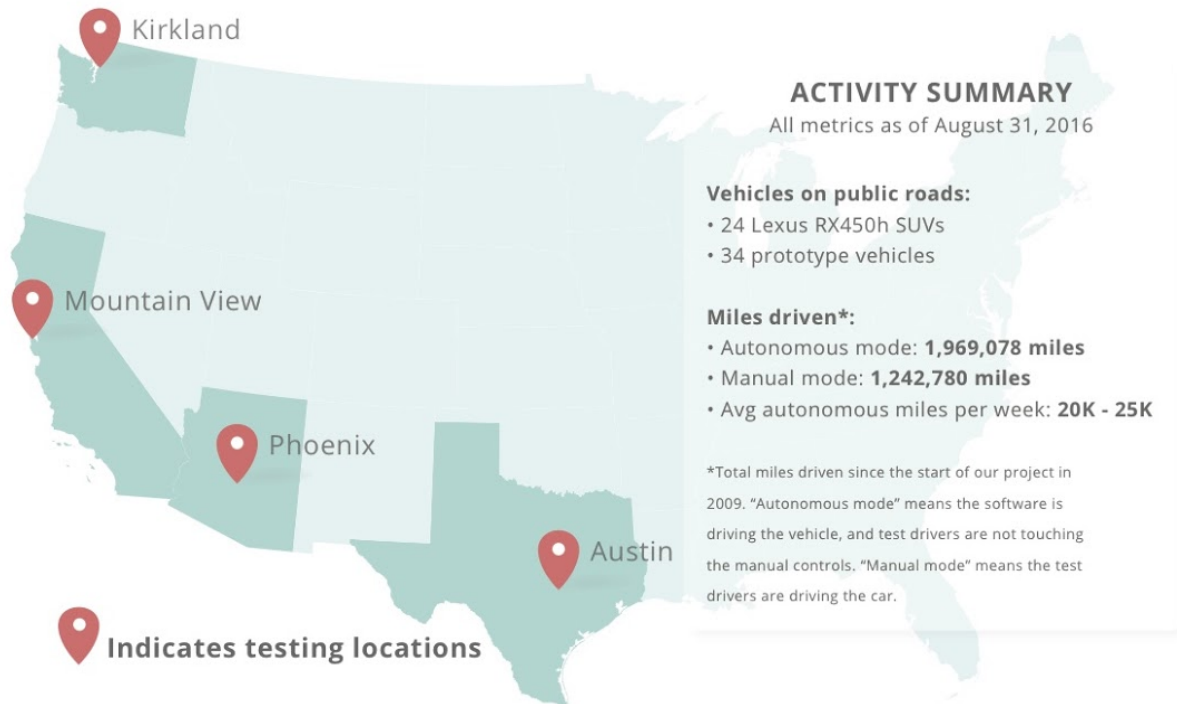 Kirkland
Mountain View
Phoenix
Austin
Indicates testing locations
ACTIVITY SUMMARY
All metrics as of August 31, 2016
Vehicles on public roads:
• 24 Lexus RX450h SUVs
• 34 prototype vehicles
Miles driven*:
• Autonomous mode: 1,969,078 miles
• Manual mode: 1,242,780 miles
• Avg autonomous miles per week: 20K - 25K
*Total miles driven since the start of our project in
2009. “Autonomous mode” means the software is
driving the vehicle, and test drivers are not touching
the manual controls. “Manual mode” means the test
drivers are driving the car.